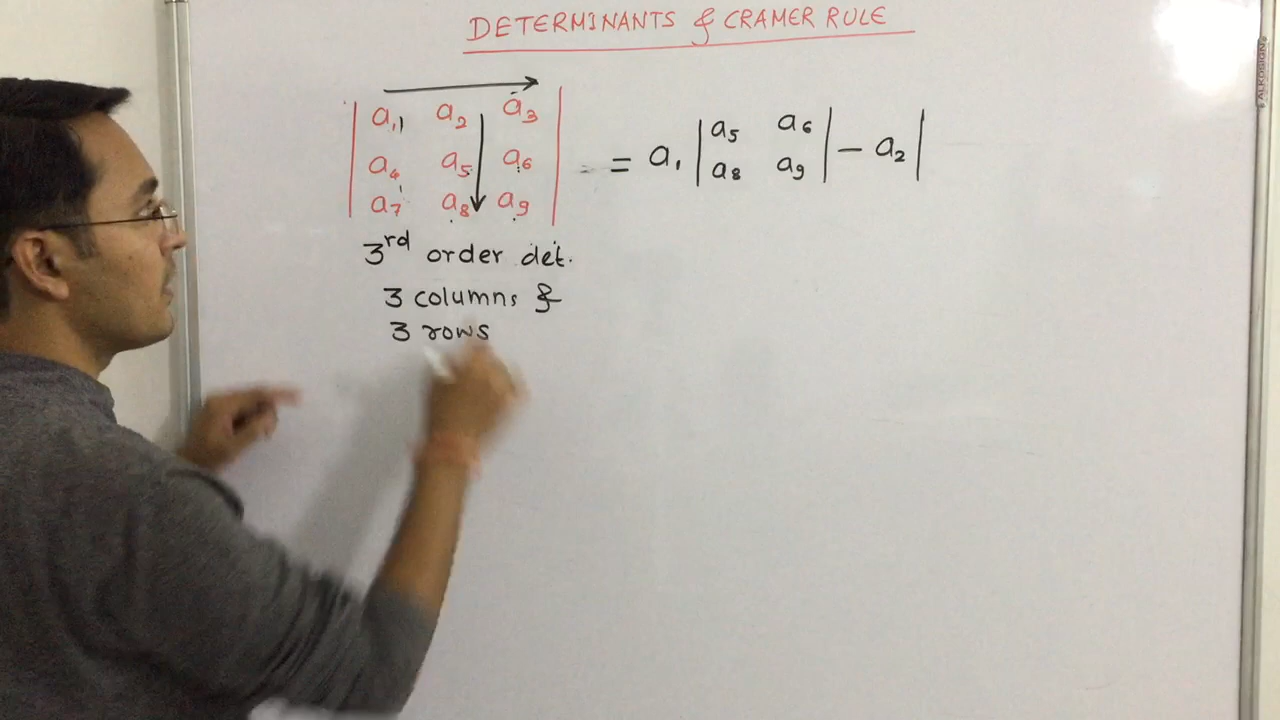 DETERMINANTS & CRAMER RULE
| a₁ a₂ a₃ |
| a₄ a₅ a₆ |
| a₇ a₈ a₉ |
= a₁ | a₅ a₆ | - a₂ |
| a₈ a₉ |
3rd order det.
3 columns &
3 rows